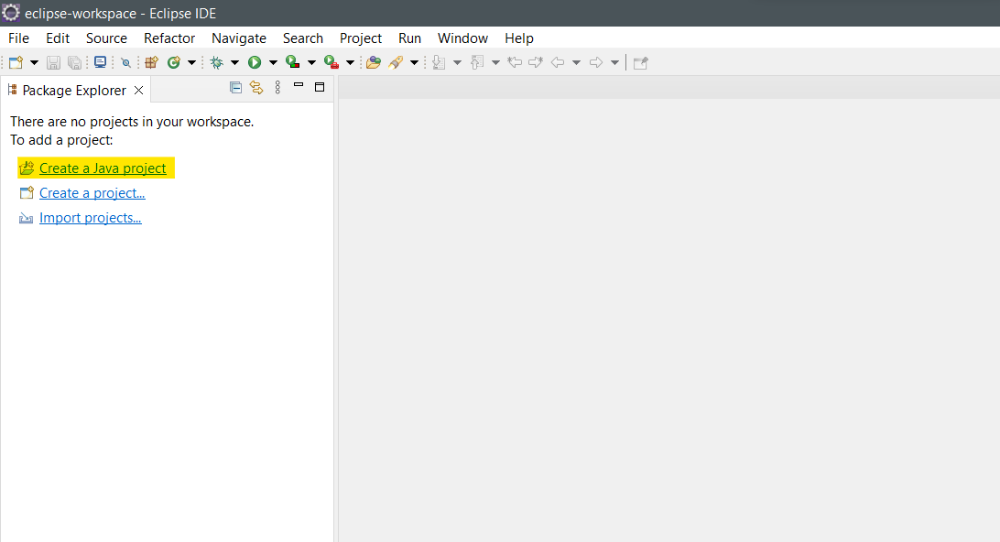 eclipse-workspace - Eclipse IDE
File Edit Source Refactor Navigate Search Project Run Window Help
Package Explorer
There are no projects in your workspace.
To add a project:
Create a Java project
Create a project...
Import projects...